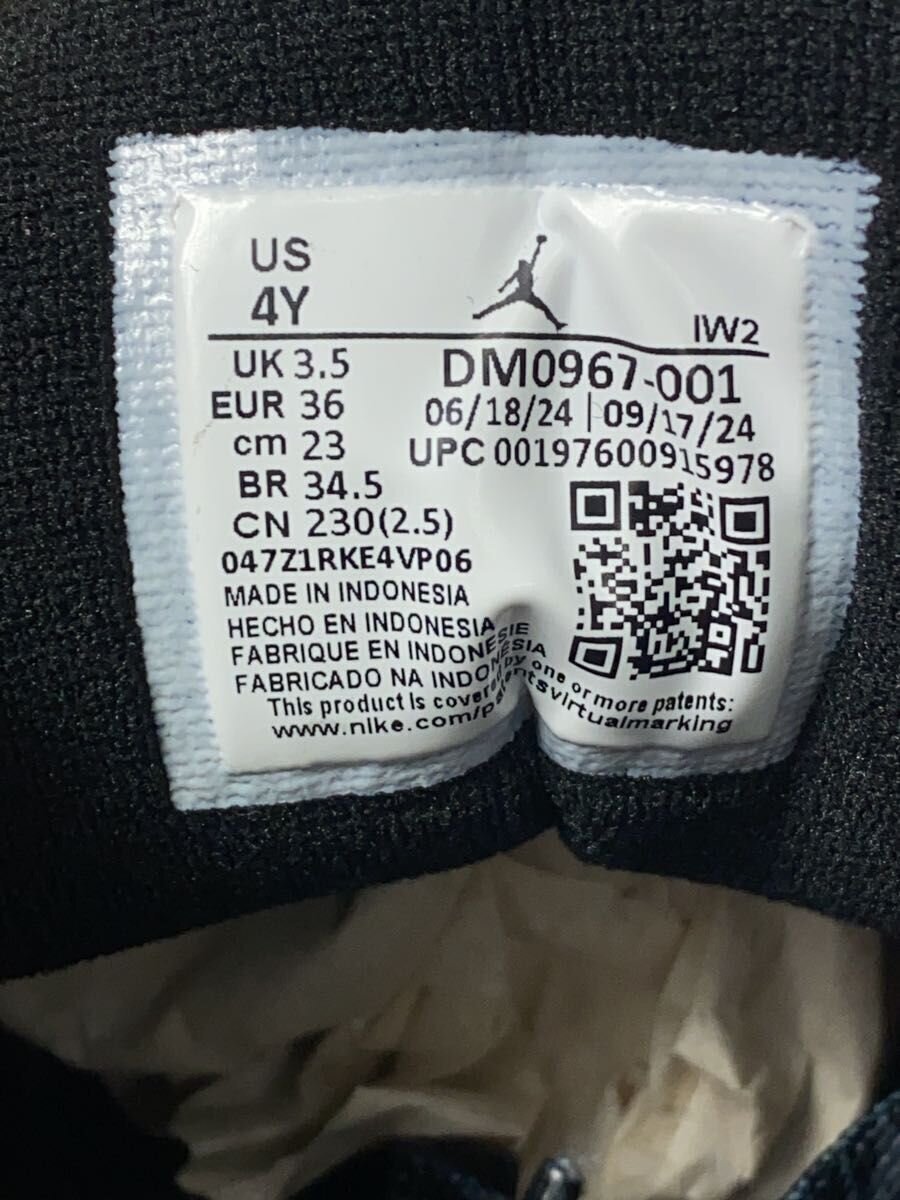 US
4Y
IW2
UK 3.5
EUR 36
cm 23
BR 34.5
CN 230(2.5)
DM0967-001
06/18/24 | 09/17/24
UPC 00197600915978
047Z1RKE4VP06
MADE IN INDONESIA
HECHO EN INDONESIA
FABRIQUE EN INDONESIE
FABRICADO NA INDONESIA
This product is covered by one or more patents:
www.nike.com/patentsvirtualmarking